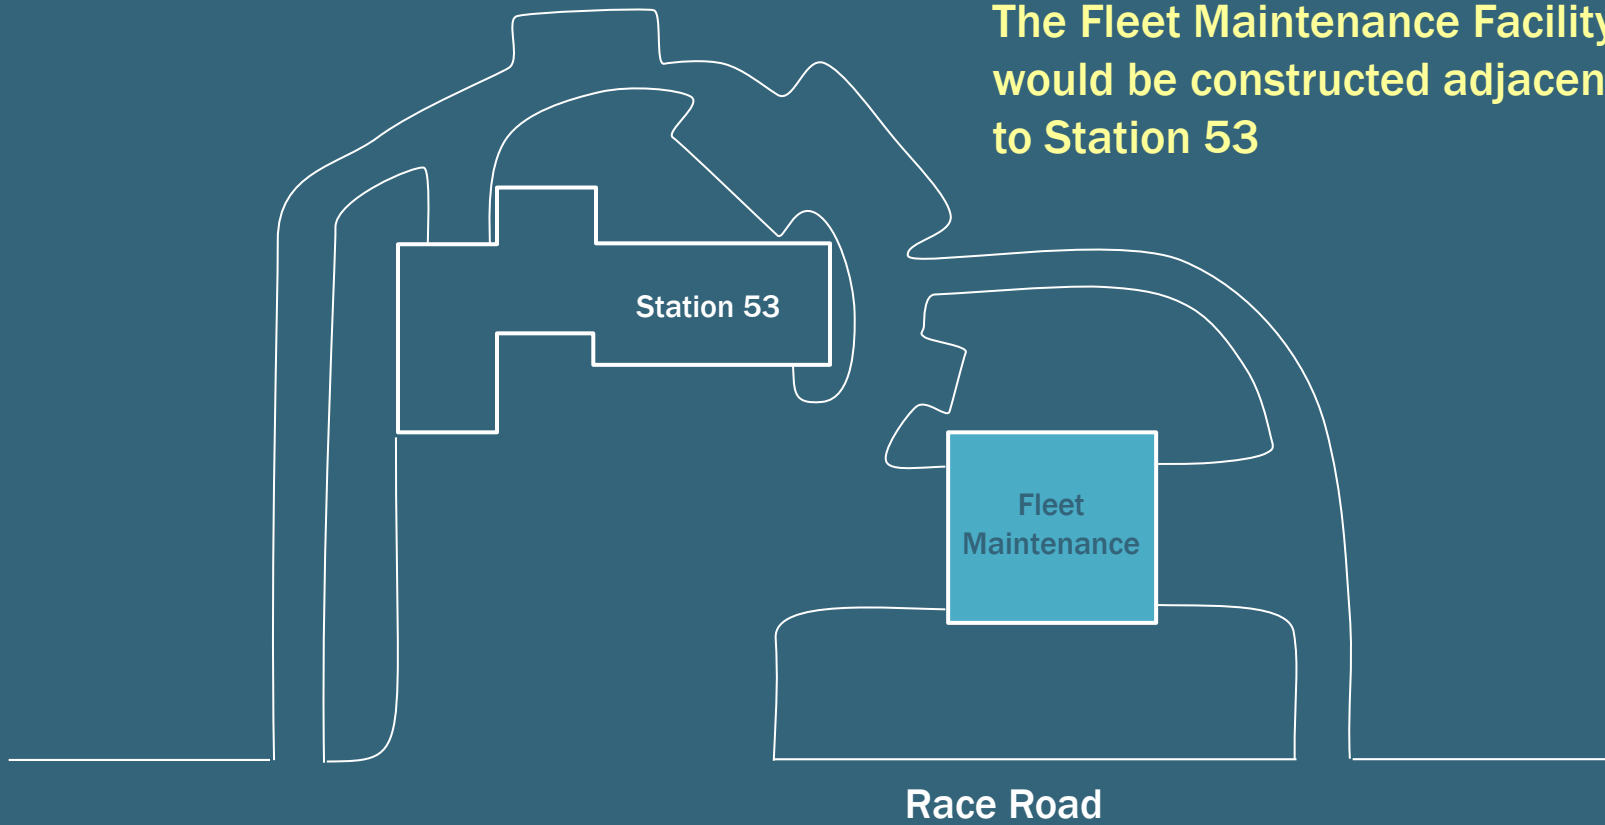 The Fleet Maintenance Facility
would be constructed adjacen
to Station 53
Station 53
Fleet
Maintenance
Race Road